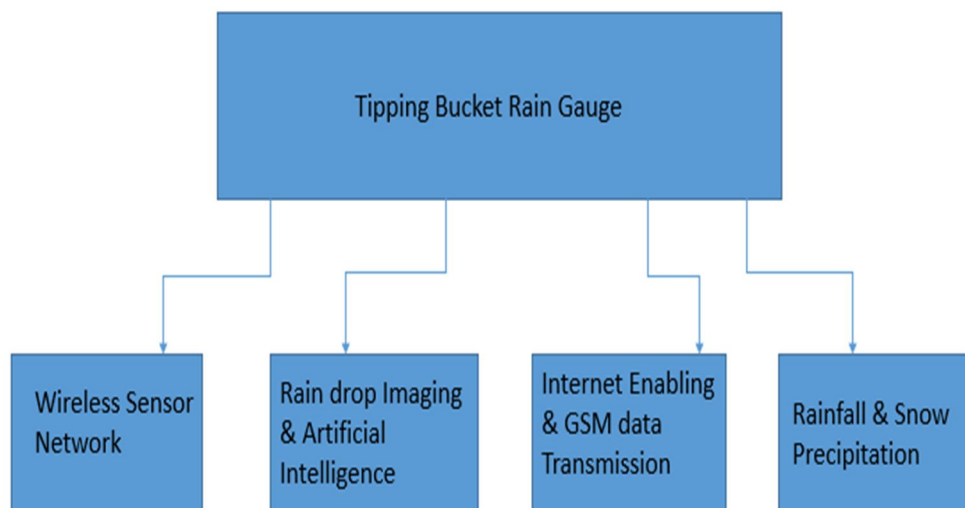 Tipping Bucket Rain Gauge
Wireless Sensor
Network
Rain drop Imaging
& Artificial
Intelligence
Internet Enabling
& GSM data
Transmission
Rainfall & Snow
Precipitation